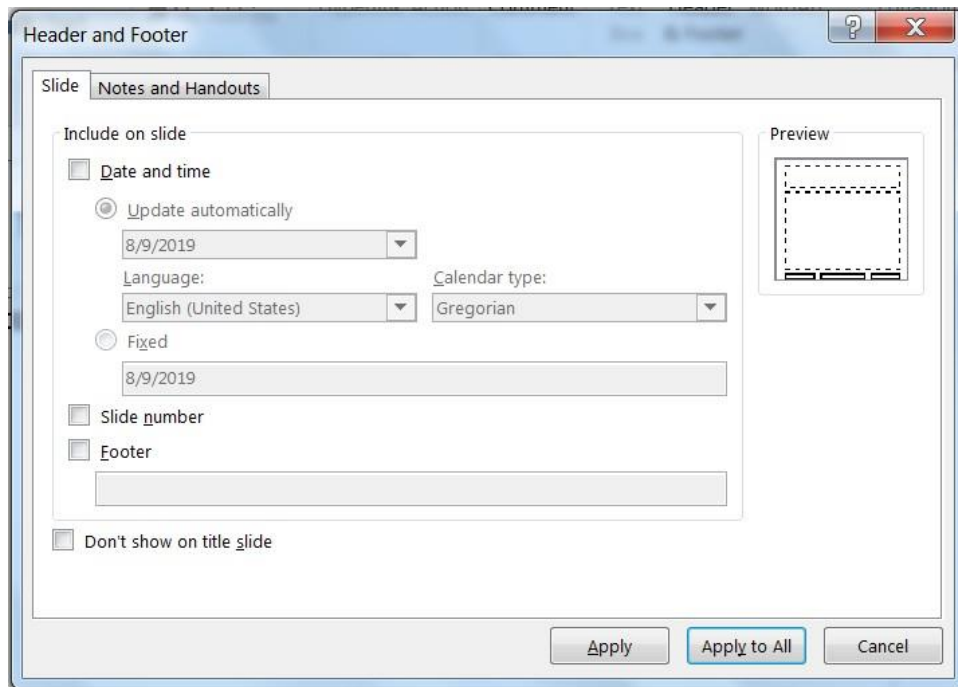 Header and Footer
Slide
Notes and Handouts
Include on slide
Preview
Date and time
Update automatically
8/9/2019
Language:
Calendar type:
English (United States)
Gregorian
Fixed
8/9/2019
Slide number
Footer
Don't show on title slide
Apply
Apply to All
Cancel